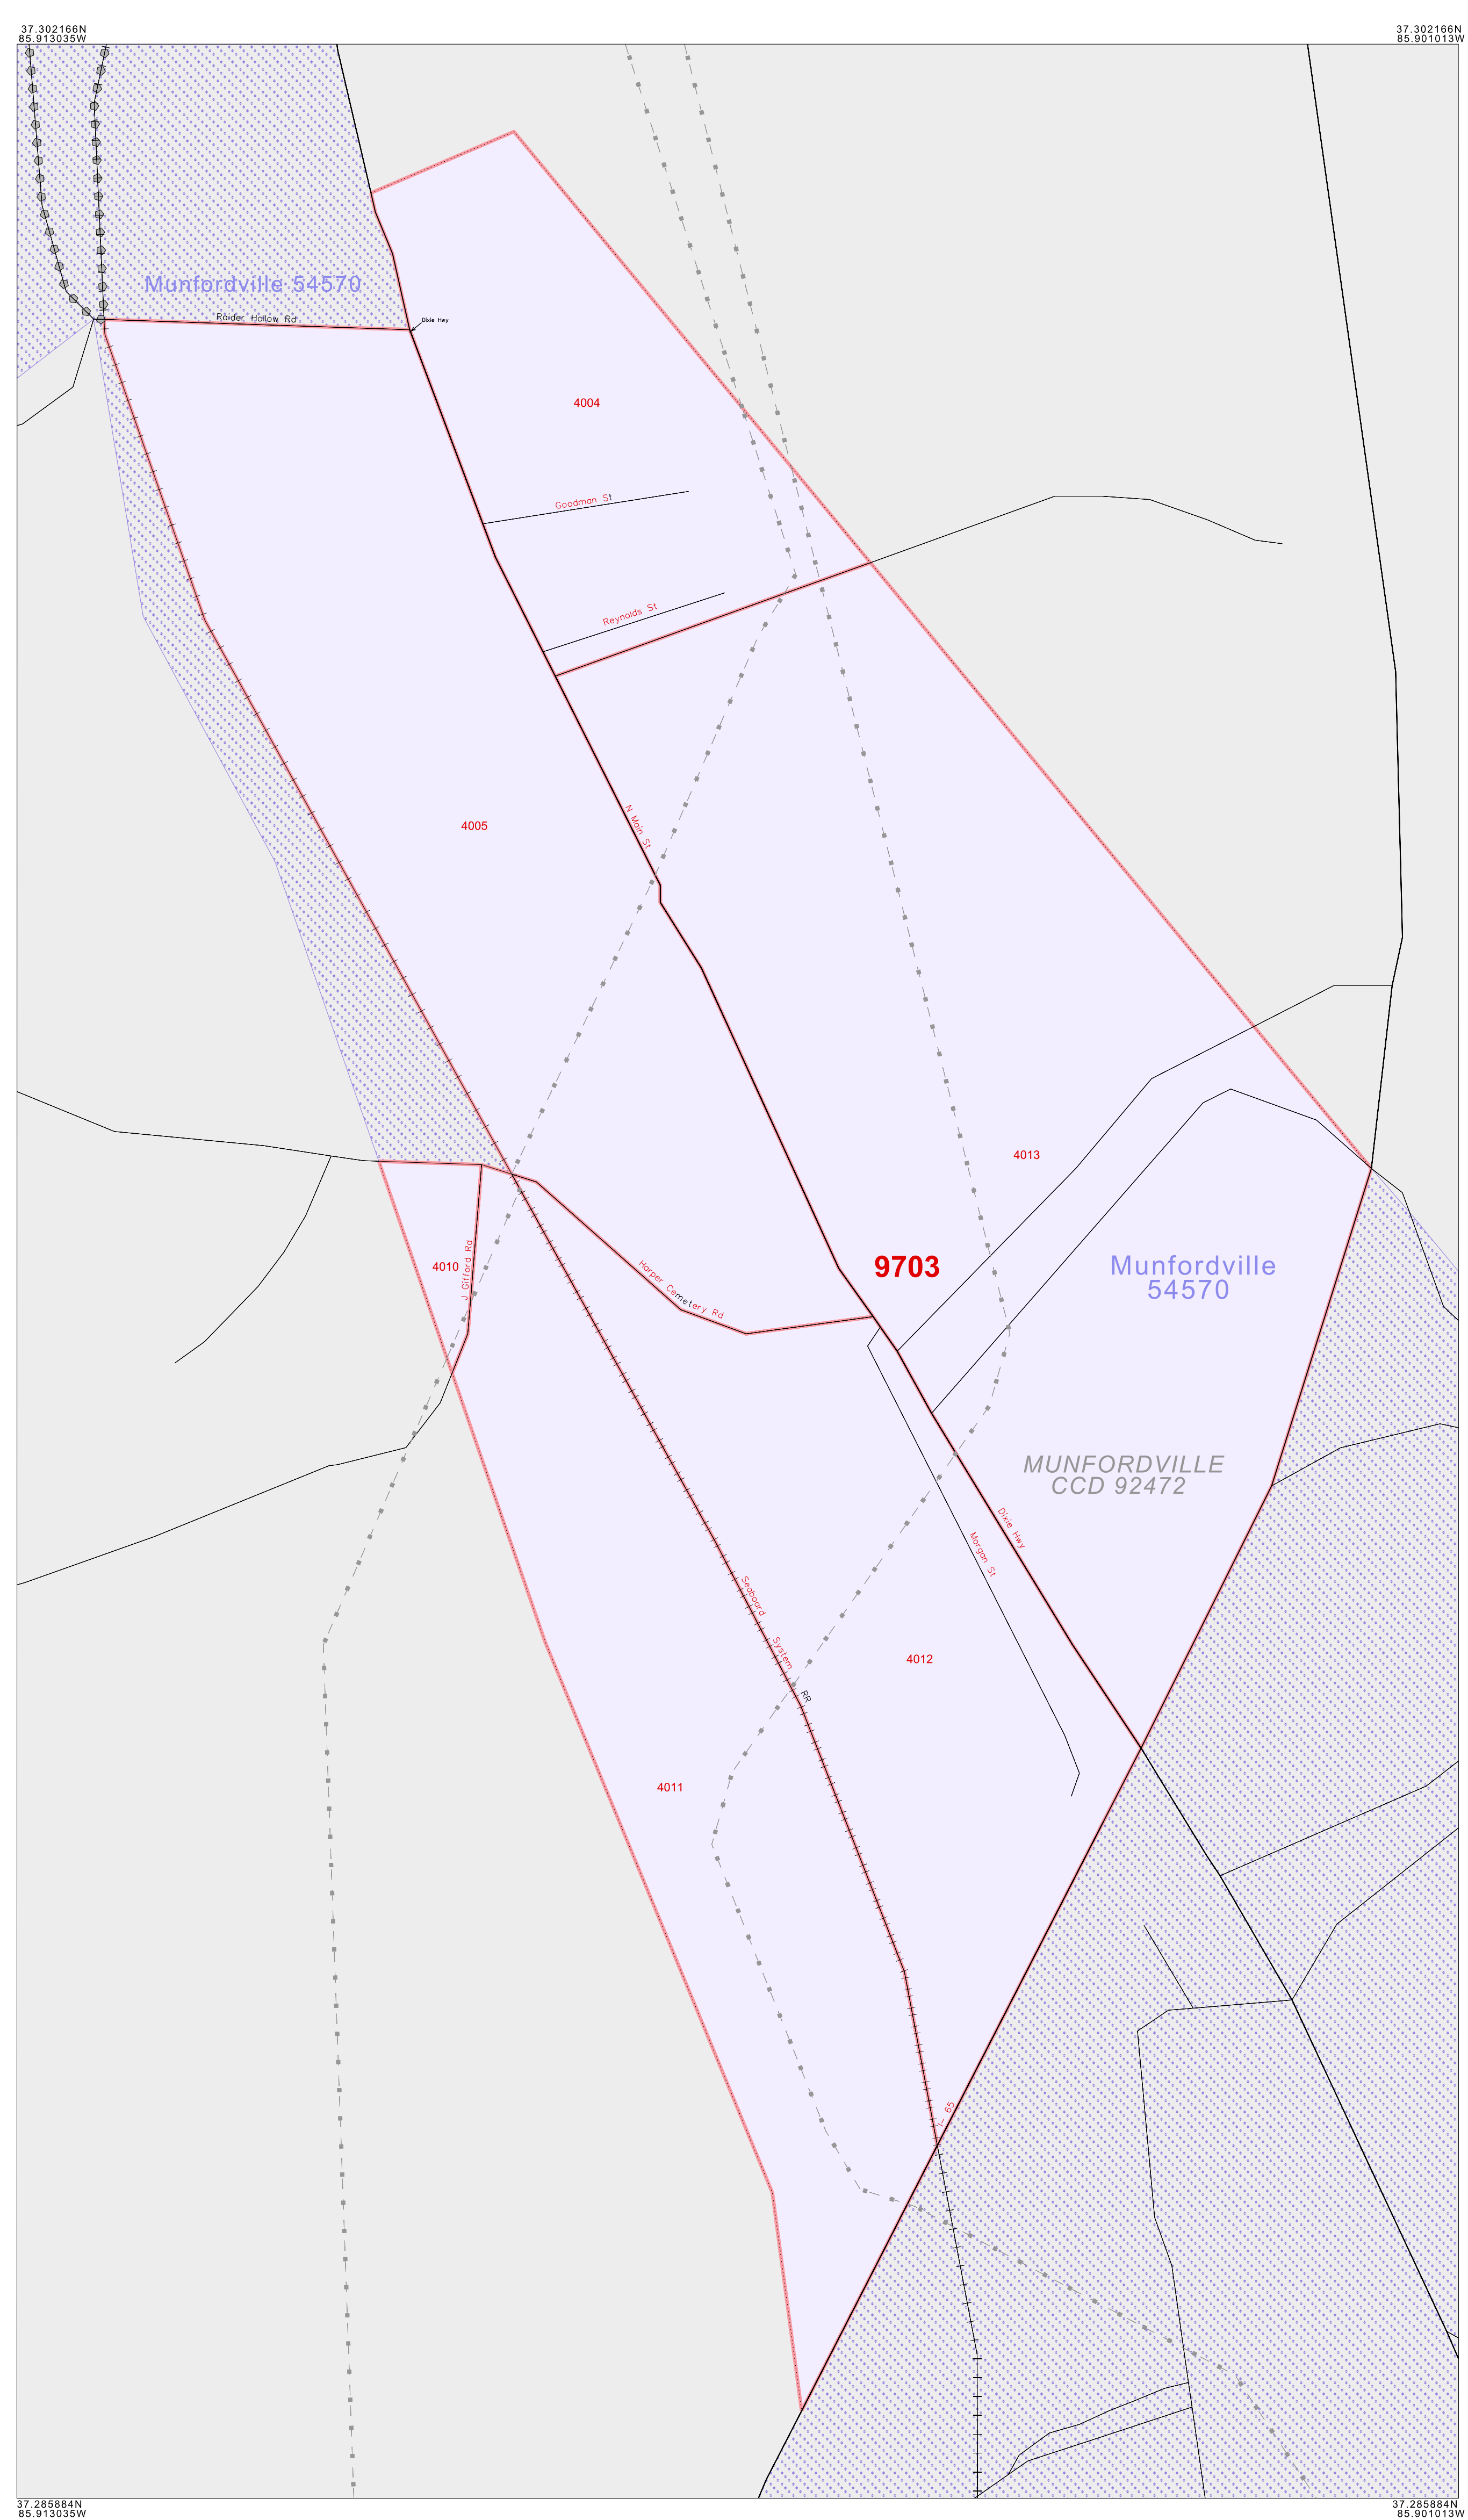 37.302166N
85.913035W
37.302166N
85.901013W
Munfordville 54570
Raider Hollow Rd
Dixie Hwy
4004
Goodman St
Reynolds St
N Main St
4005
4013
9703
4010
J Gifford Rd
Harper Cemetery Rd
Munfordville
54570
MUNFORDVILLE
CCD 92472
Dixie Hwy
Morgan St
Seaboard System RR
4012
4011
I- 65
37.285884N
85.913035W
37.285884N
85.901013W